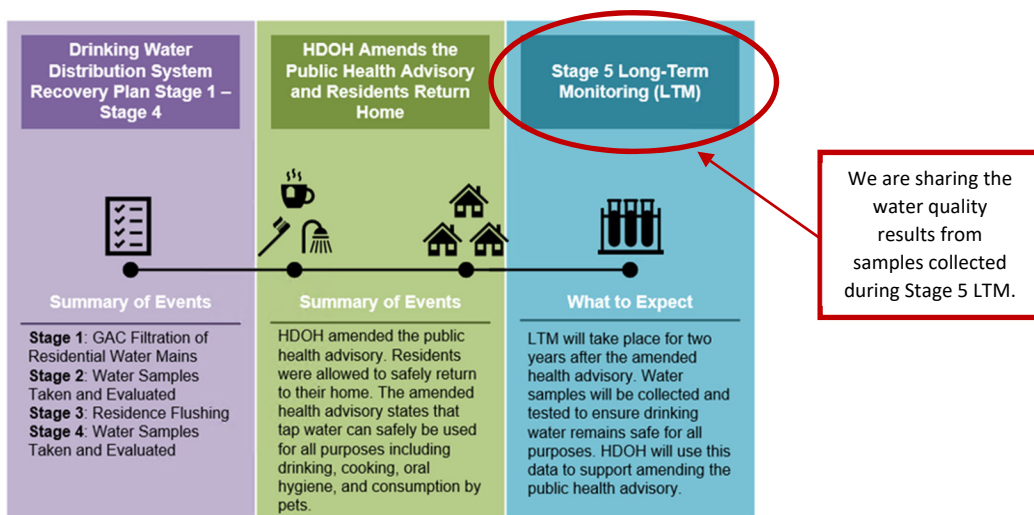 Drinking Water
Distribution System
Recovery Plan Stage 1 –
Stage 4
HDOH Amends the
Public Health Advisory
and Residents Return
Home
Stage 5 Long-Term
Monitoring (LTM)
We are sharing the
water quality
results from
samples collected
during Stage 5 LTM.
Summary of Events
Stage 1: GAC Filtration of
Residential Water Mains
Stage 2: Water Samples
Taken and Evaluated
Stage 3: Residence Flushing
Stage 4: Water Samples
Taken and Evaluated
Summary of Events
HDOH amended the public
health advisory. Residents
were allowed to safely return
to their home. The amended
health advisory states that
tap water can safely be used
for all purposes including
drinking, cooking, oral
hygiene, and consumption by
pets.
What to Expect
LTM will take place for two
years after the amended
health advisory. Water
samples will be collected and
tested to ensure drinking
water remains safe for all
purposes. HDOH will use this
data to support amending the
public health advisory.